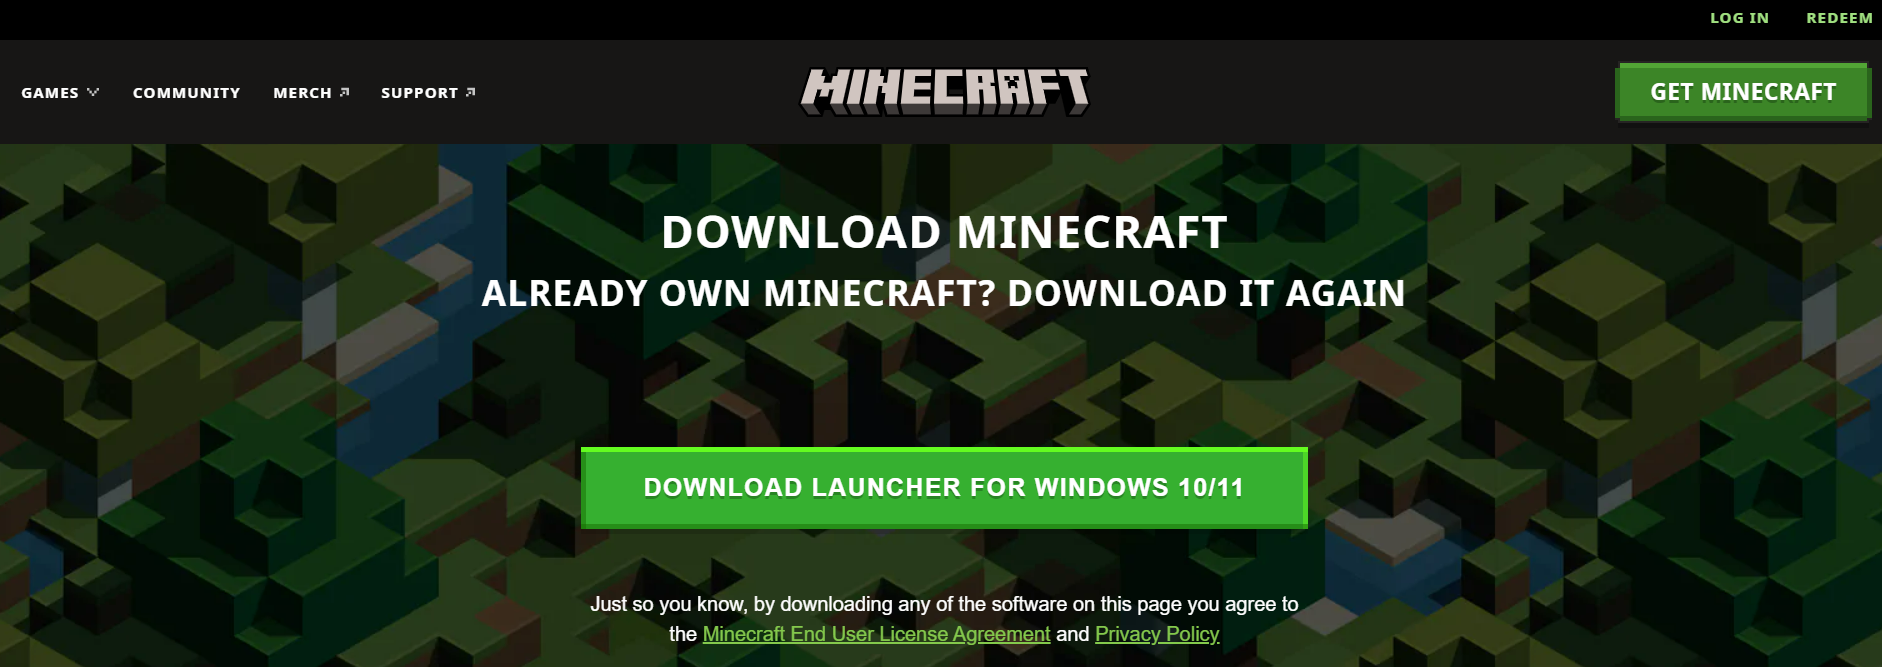 LOG IN REDEEM
GAMES COMMUNITY MERCH SUPPORT MINECRAFT GET MINECRAFT
DOWNLOAD MINECRAFT
ALREADY OWN MINECRAFT? DOWNLOAD IT AGAIN
DOWNLOAD LAUNCHER FOR WINDOWS 10/11
Just so you know, by downloading any of the software on this page you agree to
the Minecraft End User License Agreement and Privacy Policy